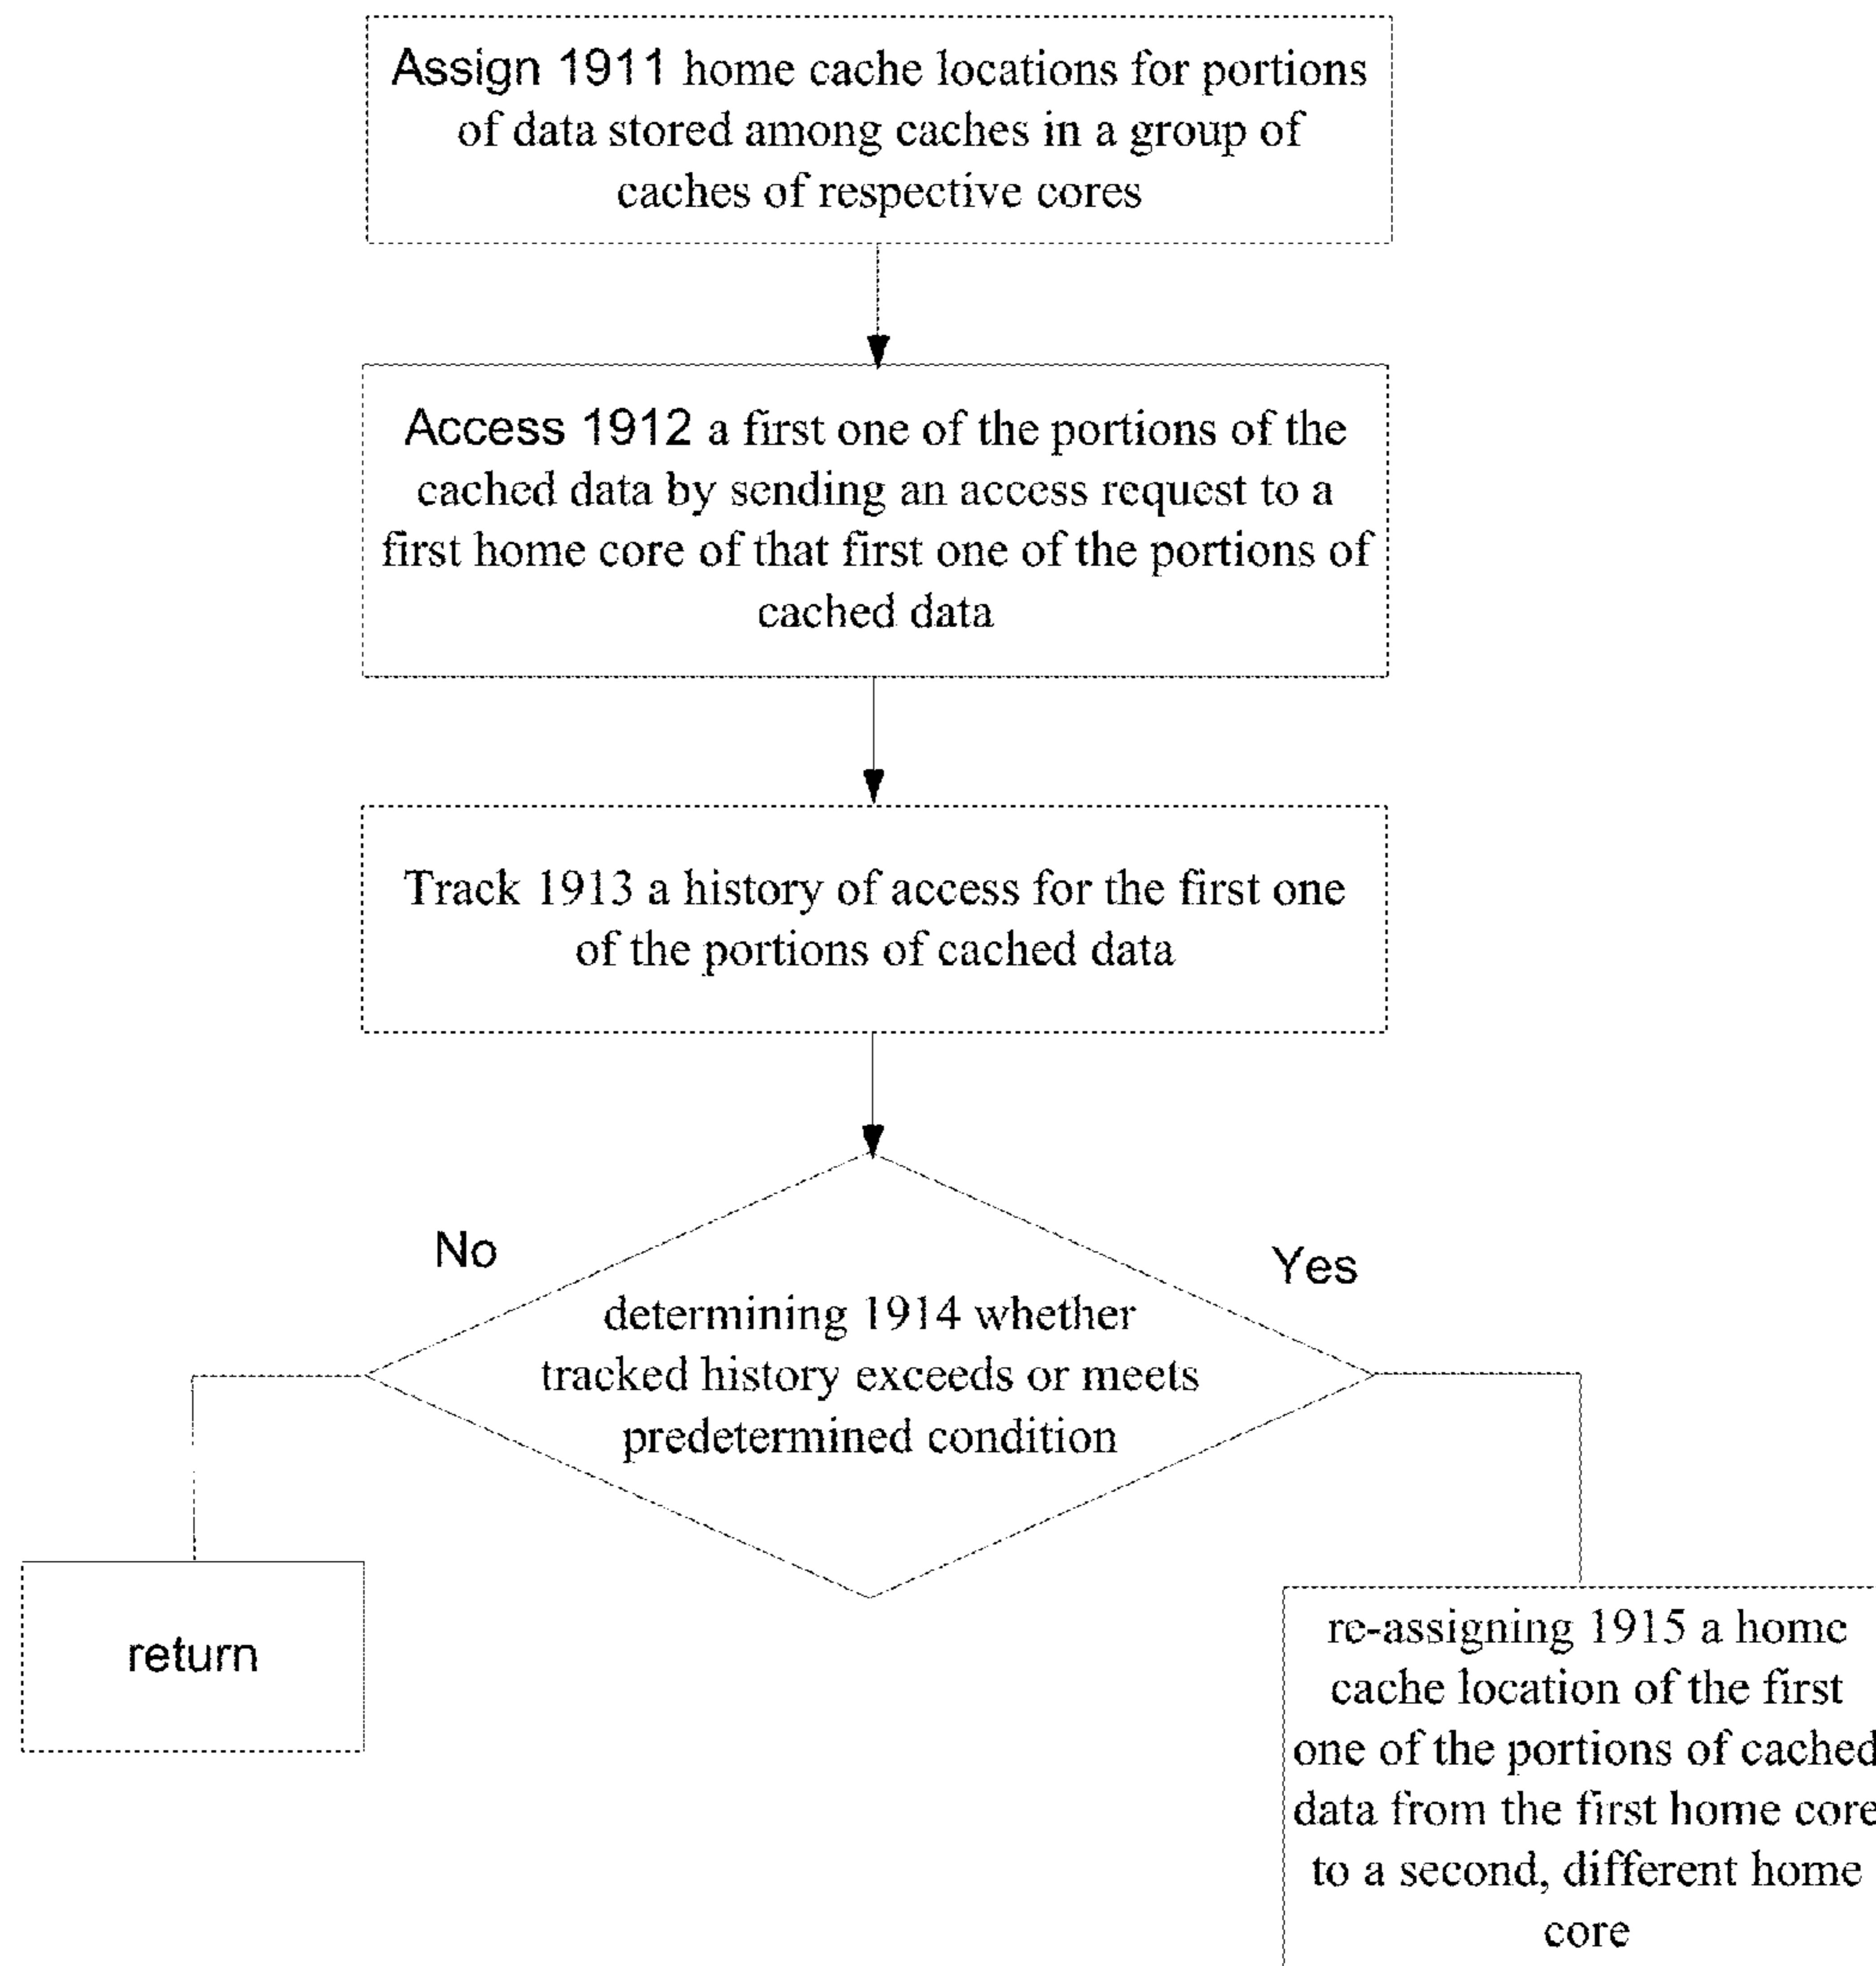 Assign 1911 home cache locations for portions
of data stored among caches in a group of
caches of respective cores
Access 1912 a first one of the portions of the
cached data by sending an access request to a
first home core of that first one of the portions of
cached data
Track 1913 a history of access for the first one
of the portions of cached data
No
Yes
determining 1914 whether
tracked history exceeds or meets
predetermined condition
return
re-assigning 1915 a home
cache location of the first
one of the portions of cached
data from the first home core
to a second, different home
core